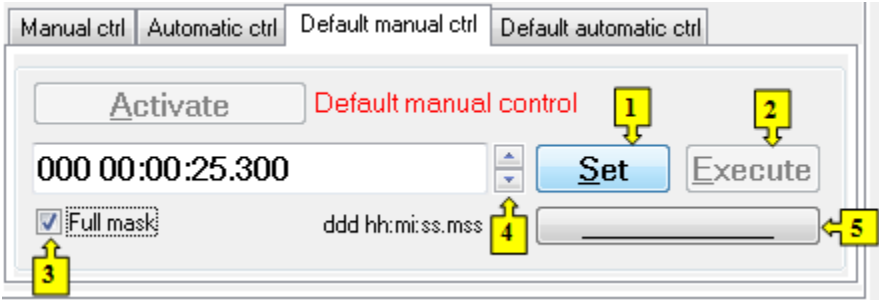 Manual ctrl Automatic ctrl Default manual ctrl Default automatic ctrl
Activate Default manual control 1 2
000 00:00:25.300 Set Execute
Full mask ddd hh:mi:ss.mss 4 5
3